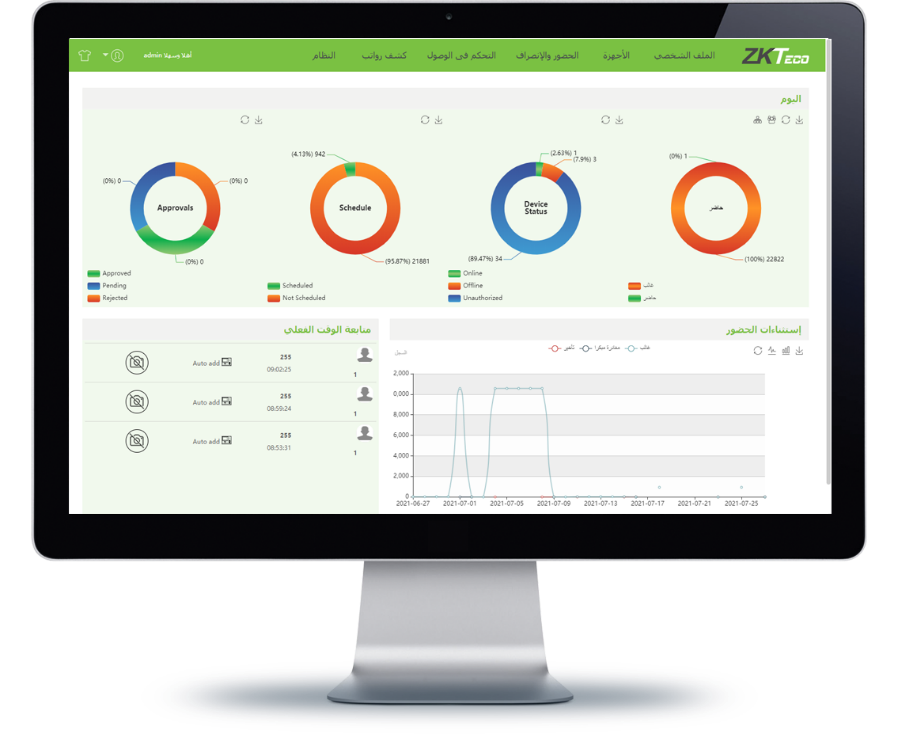 ZKTeco
الملف الشخصي
الأجهزة
الحضور والإنصراف
التحكم في الوصول
كشف رواتب
النظام
أهلا وسهلا admin
اليوم
(0%) 1
حاضر
(100%) 22822
غائب
حاضر
(2.63%) 1
(7.9%) 3
Device
Status
(89.47%) 34
Online
Offline
Unauthorized
(4.13%) 942
Schedule
(95.87%) 21881
Scheduled
Not Scheduled
(0%) 0
(0%) 0
Approvals
(0%) 0
Approved
Pending
Rejected
إستثناءات الحضور
غائب
مغادرة مبكرا
تأخير
السجل
2,000
0,000
8,000
6,000
4,000
2,000
0
2021-06-27
2021-07-01
2021-07-05
2021-07-09
2021-07-13
2021-07-17
2021-07-21
2021-07-25
متابعة الوقت الفعلي
255
09:02:25
Auto add
1
255
08:59:24
Auto add
1
255
08:53:31
Auto add
1